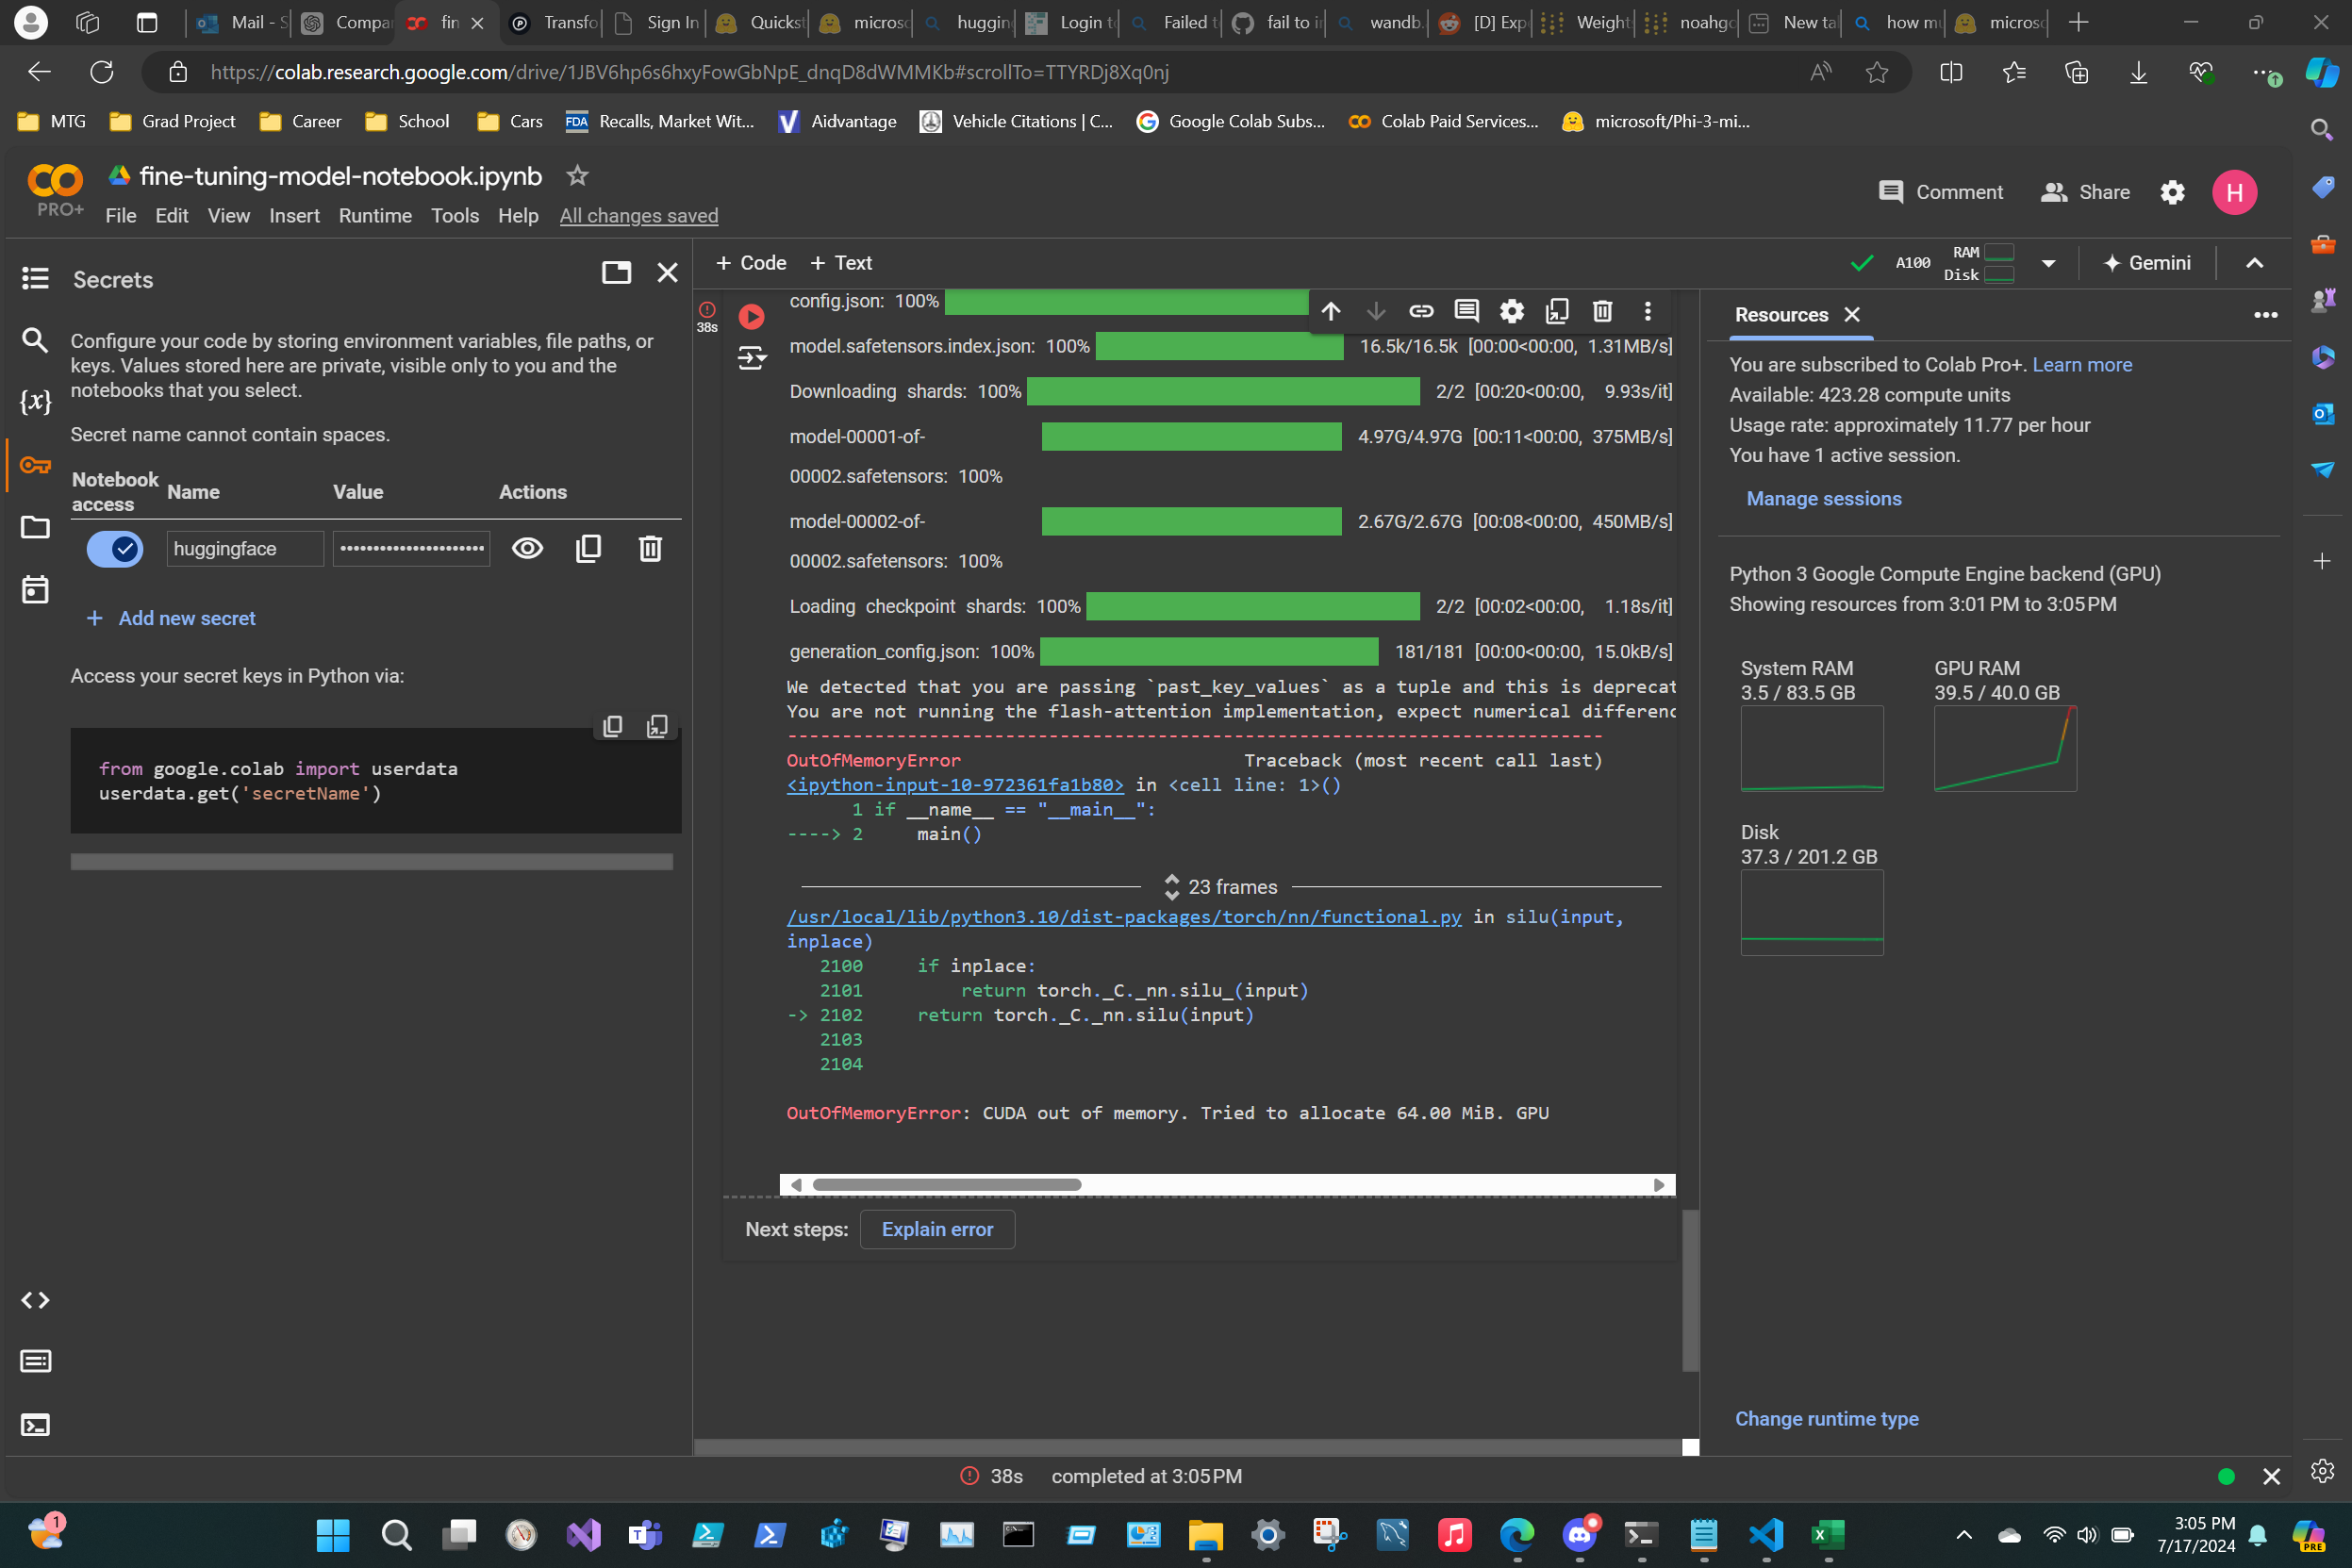 Mail - S
Compa
fin
Transfo
Sign In
Quickst
microso
hugging
Login to
Failed t
fail to i
wandb.
[D] Exp
Weight
noahgo
New ta
how m
microso
https://colab.research.google.com/drive/1JBV6hp6s6hxyFowGbNpE_dnqD8dWMMKb#scrollTo=TTYRDj8Xq0nj
MTG
Grad Project
Career
School
Cars
FDA Recalls, Market Wit...
Aidvantage
Vehicle Citations | C...
Google Colab Subs...
Colab Paid Services...
microsoft/Phi-3-mi...
fine-tuning-model-notebook.ipynb
PRO+
File Edit View Insert Runtime Tools Help All changes saved
Comment
Share
H
Secrets
Configure your code by storing environment variables, file paths, or
keys. Values stored here are private, visible only to you and the
notebooks that you select.
Secret name cannot contain spaces.
Notebook
access Name Value Actions
huggingface ••••••••••••••••••••••
+ Add new secret
Access your secret keys in Python via:
from google.colab import userdata
userdata.get('secretName')
+ Code + Text
A100
RAM
Disk
Gemini
38s
config.json: 100%
model.safetensors.index.json: 100% 16.5k/16.5k [00:00<00:00, 1.31MB/s]
Downloading shards: 100% 2/2 [00:20<00:00, 9.93s/it]
model-00001-of- 4.97G/4.97G [00:11<00:00, 375MB/s]
00002.safetensors: 100%
model-00002-of- 2.67G/2.67G [00:08<00:00, 450MB/s]
00002.safetensors: 100%
Loading checkpoint shards: 100% 2/2 [00:02<00:00, 1.18s/it]
generation_config.json: 100% 181/181 [00:00<00:00, 15.0kB/s]
We detected that you are passing `past_key_values` as a tuple and this is deprecat
You are not running the flash-attention implementation, expect numerical differenc
---------------------------------------------------------------------------
OutOfMemoryError Traceback (most recent call last)
<ipython-input-10-972361fa1b80> in <cell line: 1>()
1 if __name__ == "__main__":
----> 2 main()
23 frames
/usr/local/lib/python3.10/dist-packages/torch/nn/functional.py in silu(input,
inplace)
2100 if inplace:
2101 return torch._C._nn.silu_(input)
-> 2102 return torch._C._nn.silu(input)
2103
2104
OutOfMemoryError: CUDA out of memory. Tried to allocate 64.00 MiB. GPU
Next steps: Explain error
Resources
You are subscribed to Colab Pro+. Learn more
Available: 423.28 compute units
Usage rate: approximately 11.77 per hour
You have 1 active session.
Manage sessions
Python 3 Google Compute Engine backend (GPU)
Showing resources from 3:01 PM to 3:05 PM
System RAM
3.5 / 83.5 GB
GPU RAM
39.5 / 40.0 GB
Disk
37.3 / 201.2 GB
Change runtime type
38s completed at 3:05 PM
1
3:05 PM
7/17/2024
PRE